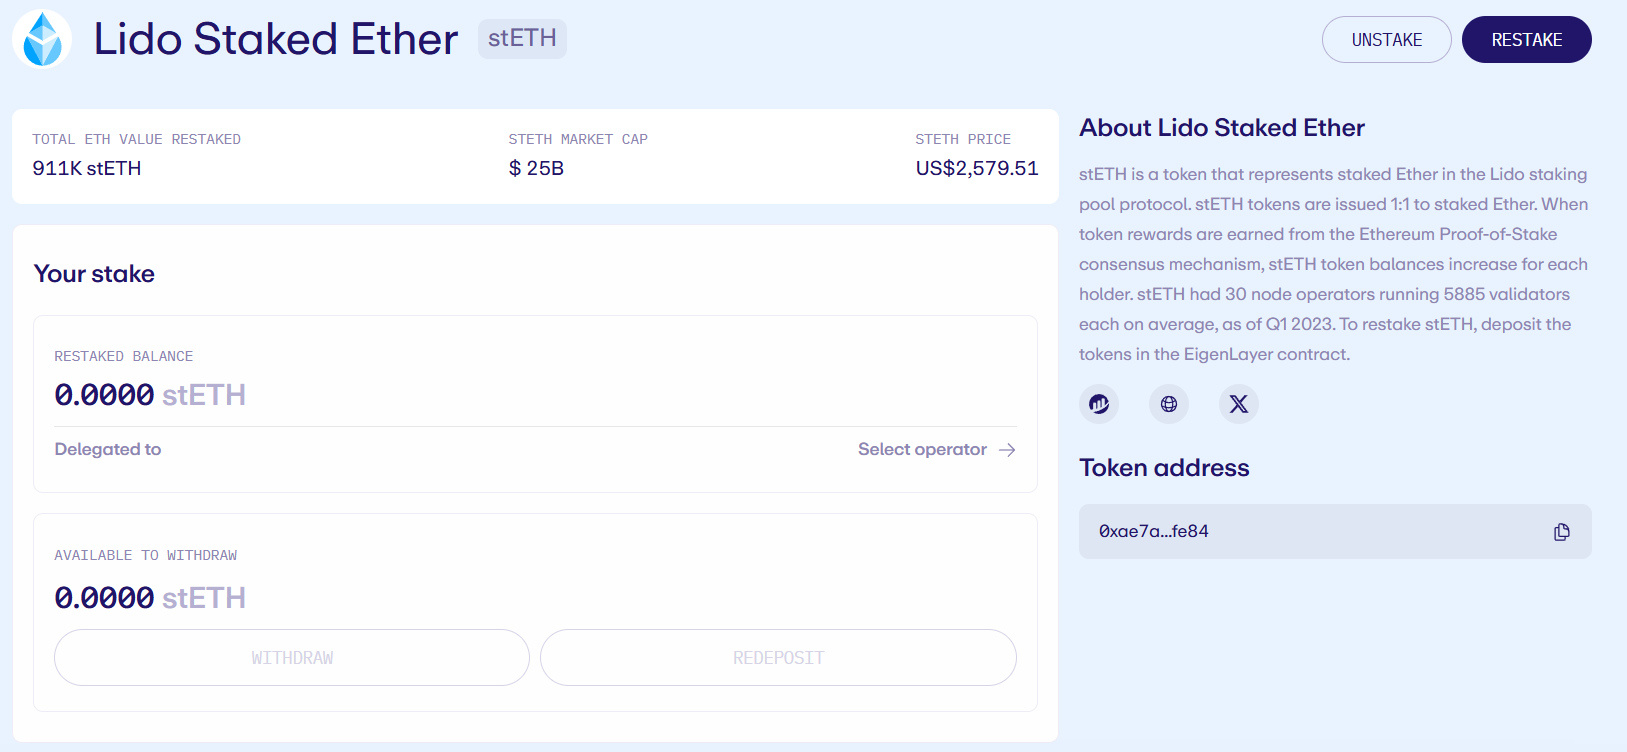 Lido Staked Ether stETH
UNSTAKE RESTAKE
TOTAL ETH VALUE RESTAKED
911K stETH
STETH MARKET CAP
$ 25B
STETH PRICE
US$2,579.51
Your stake
RESTAKED BALANCE
0.0000 stETH
Delegated to Select operator →
AVAILABLE TO WITHDRAW
0.0000 stETH
WITHDRAW REDEPOSIT
About Lido Staked Ether
stETH is a token that represents staked Ether in the Lido staking
pool protocol. stETH tokens are issued 1:1 to staked Ether. When
token rewards are earned from the Ethereum Proof-of-Stake
consensus mechanism, stETH token balances increase for each
holder. stETH had 30 node operators running 5885 validators
each on average, as of Q1 2023. To restake stETH, deposit the
tokens in the EigenLayer contract.
Token address
0xae7a...fe84